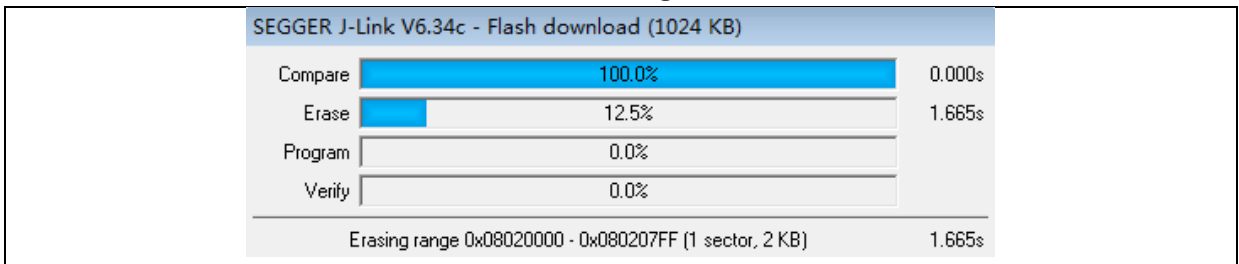 SEGGER J-Link V6.34c - Flash download (1024 KB)
Compare 100.0% 0.000s
Erase 12.5% 1.665s
Program 0.0%
Verify 0.0%
Erasing range 0x08020000 - 0x080207FF (1 sector, 2 KB) 1.665s